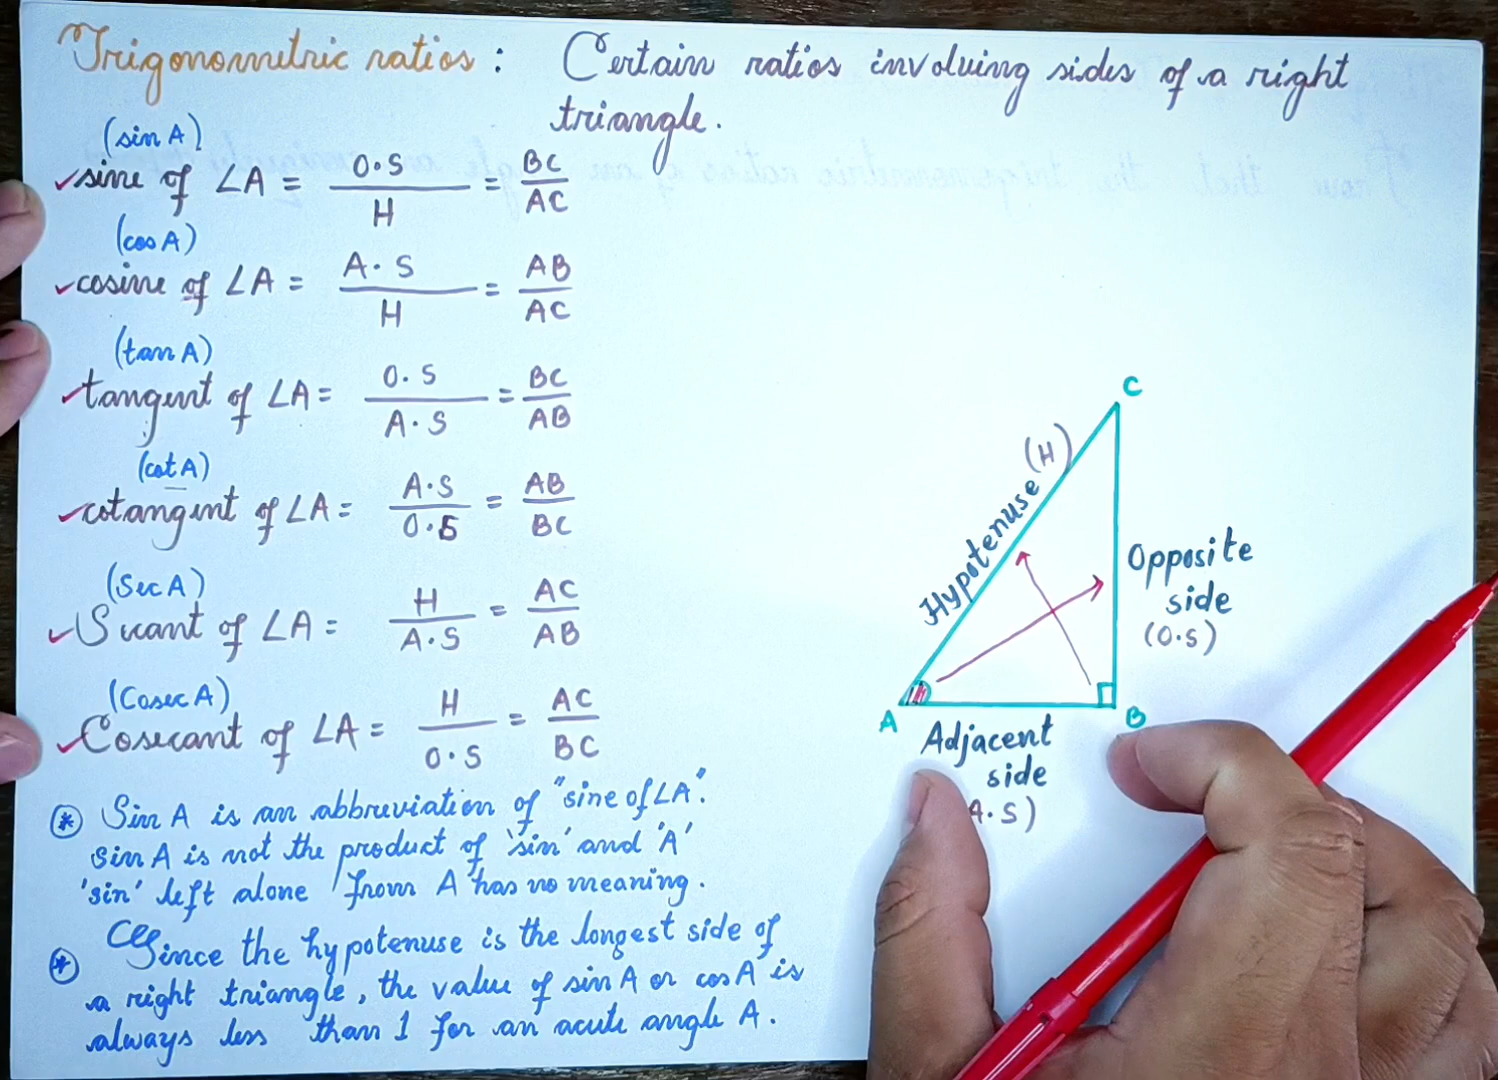 Trigonometric ratios : Certain ratios involving sides of a right
triangle.
(sin A)
✓sine of ∠A = O.S / H = BC / AC
(cos A)
✓cosine of ∠A = A.S / H = AB / AC
(tan A)
✓tangent of ∠A = O.S / A.S = BC / AB
(cot A)
✓cotangent of ∠A = A.S / O.S = AB / BC
(Sec A)
✓Secant of ∠A = H / A.S = AC / AB
(Cosec A)
✓Cosecant of ∠A = H / O.S = AC / BC
* Sin A is an abbreviation of "sine of ∠A".
sin A is not the product of 'sin' and 'A'
'sin' left alone from A has no meaning.
* Since the hypotenuse is the longest side of
a right triangle, the value of sin A or cos A is
always less than 1 for an acute angle A.
C
Hypotenuse (H)
Opposite
side
(O.S)
A
B
Adjacent
side
A.S)